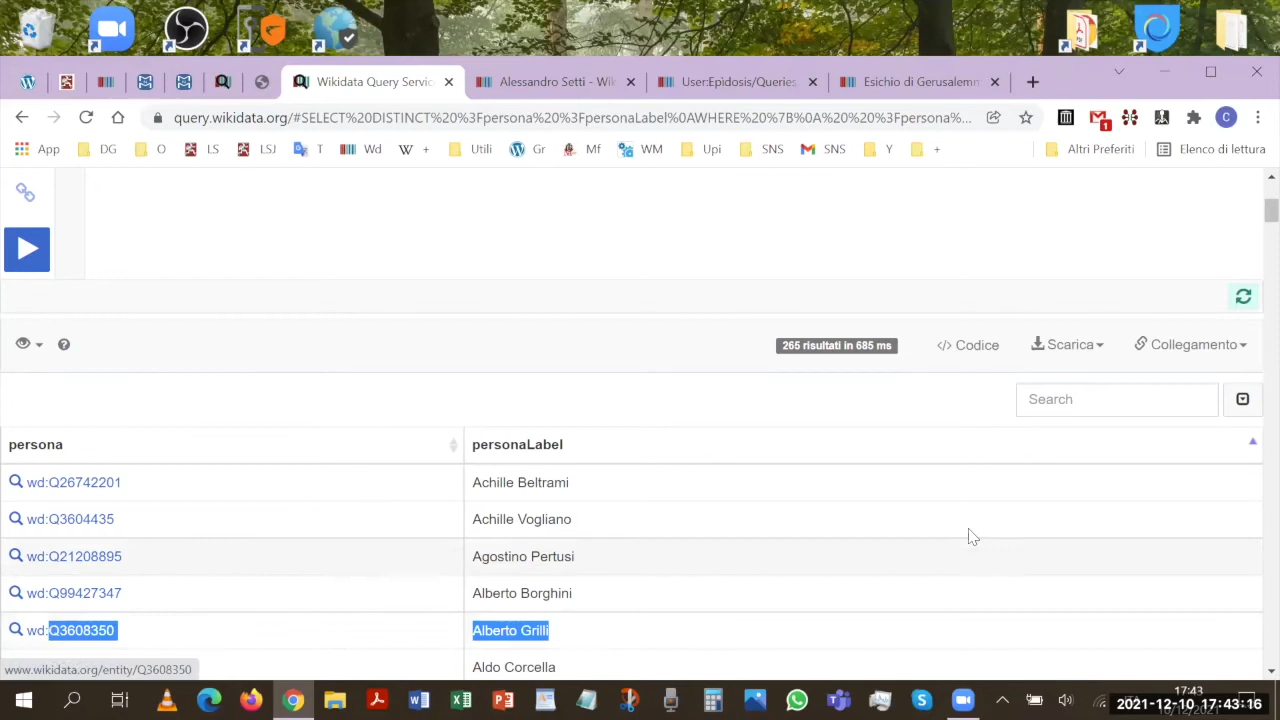 Wikidata Query Servic
Alessandro Setti - Wik
User:Epìdosis/Queries
Esichio di Gerusalemm
query.wikidata.org/#SELECT%20DISTINCT%20%3Fpersona%20%3FpersonaLabel%0AWHERE%20%7B%0A%20%20%3Fpersona%...
App
DG
O
LS
LSJ
T
Wd
+
Utili
Gr
Mf
WM
Upi
SNS
SNS
Y
+
Altri Preferiti
Elenco di lettura
265 risultati in 685 ms
</> Codice
Scarica
Collegamento
Search
persona
personaLabel
wd:Q26742201 Achille Beltrami
wd:Q3604435 Achille Vogliano
wd:Q21208895 Agostino Pertusi
wd:Q99427347 Alberto Borghini
wd:Q3608350 Alberto Grilli
Aldo Corcella
www.wikidata.org/entity/Q3608350
17:43
2021-12-10 17:43:16